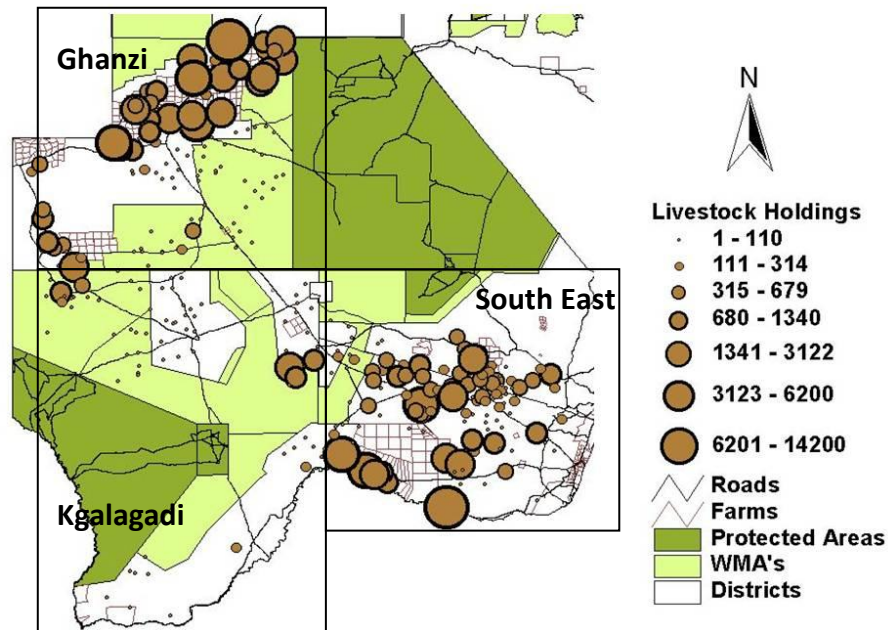 Ghanzi
South East
Kgalagadi
N
Livestock Holdings
1 - 110
111 - 314
315 - 679
680 - 1340
1341 - 3122
3123 - 6200
6201 - 14200
Roads
Farms
Protected Areas
WMA's
Districts